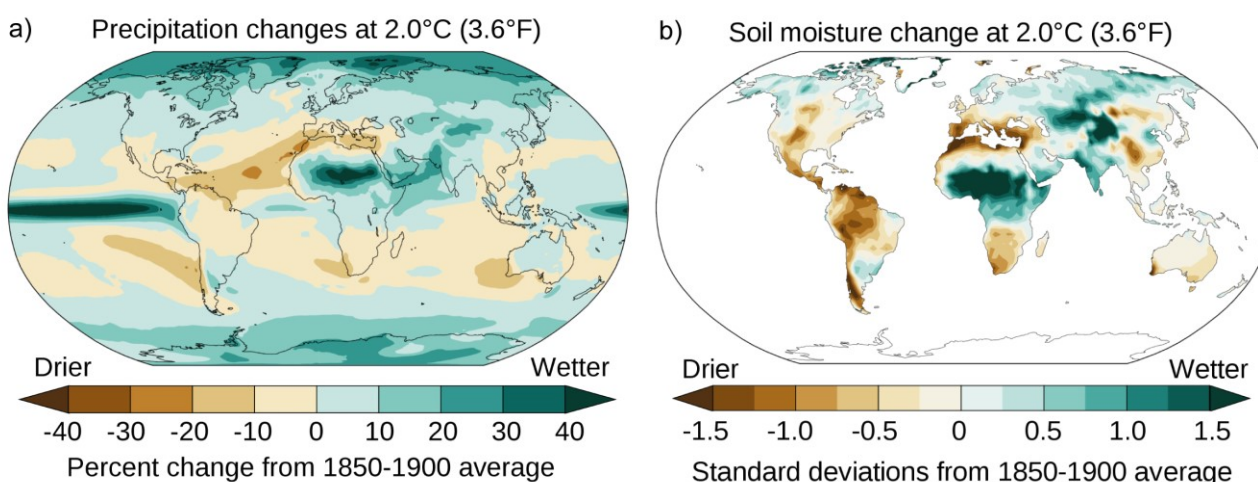 a) Precipitation changes at 2.0°C (3.6°F)
Drier Wetter
-40 -30 -20 -10 0 10 20 30 40
Percent change from 1850-1900 average
b) Soil moisture change at 2.0°C (3.6°F)
Drier Wetter
-1.5 -1.0 -0.5 0 0.5 1.0 1.5
Standard deviations from 1850-1900 average